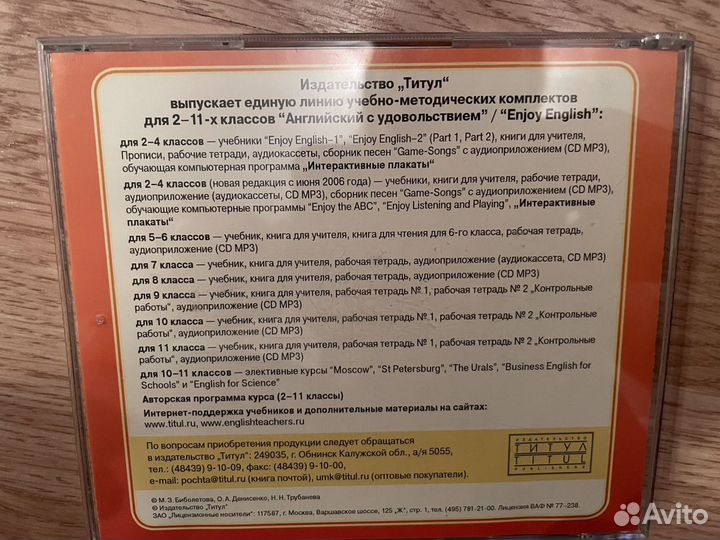 Издательство „Титул“
выпускает единую линию учебно-методических комплектов
для 2–11-х классов “Английский с удовольствием” / “Enjoy English”:
для 2–4 классов — учебники “Enjoy English–1”, “Enjoy English–2” (Part 1, Part 2), книги для учителя,
Прописи, рабочие тетради, аудиокассеты, сборник песен “Game-Songs” с аудиоприложением (CD MP3),
обучающая компьютерная программа „Интерактивные плакаты“
для 2–4 классов (новая редакция с июня 2006 года) — учебники, книги для учителя, рабочие тетради,
аудиоприложение (аудиокассеты, CD MP3), сборник песен “Game-Songs” с аудиоприложением (CD MP3),
обучающие компьютерные программы “Enjoy the ABC”, “Enjoy Listening and Playing”, „Интерактивные
плакаты“
для 5–6 классов — учебник, книга для учителя, книга для чтения для 6-го класса, рабочая тетрадь,
аудиоприложение (CD MP3)
для 7 класса — учебник, книга для учителя, рабочая тетрадь, аудиоприложение (аудиокассета, CD MP3)
для 8 класса — учебник, книга для учителя, рабочая тетрадь, аудиоприложение (CD MP3)
для 9 класса — учебник, книга для учителя, рабочая тетрадь № 1, рабочая тетрадь № 2 „Контрольные
работы“, аудиоприложение (CD MP3)
для 10 класса — учебник, книга для учителя, рабочая тетрадь № 1, рабочая тетрадь № 2 „Контрольные
работы“, аудиоприложение (CD MP3)
для 11 класса — учебник, книга для учителя, рабочая тетрадь № 1, рабочая тетрадь № 2 „Контрольные
работы“, аудиоприложение (CD MP3)
для 10–11 классов — элективные курсы “Moscow”, “St Petersburg”, “The Urals”, “Business English for
Schools” и “English for Science”
Авторская программа курса (2–11 классы)
Интернет-поддержка учебников и дополнительные материалы на сайтах:
www.titul.ru, www.englishteachers.ru
По вопросам приобретения продукции следует обращаться
в издательство „Титул“: 249035, г. Обнинск Калужской обл., а/я 5055,
тел.: (48439) 9-10-09, факс: (48439) 9-10-00,
e-mail: pochta@titul.ru (книга почтой), umk@titul.ru (оптовые покупатели).
ИЗДАТЕЛЬСТВО
ТИТУЛ
TITUL
PUBLISHERS
© М. З. Биболетова, О. А. Денисенко, Н. Н. Трубанева
© Издательство „Титул“
ЗАО „Лицензионные носители“: 117587, г. Москва, Варшавское шоссе, 125 „Ж“, стр. 1, тел. (495) 781-21-00. Лицензия ВАФ № 77–238.
Avito